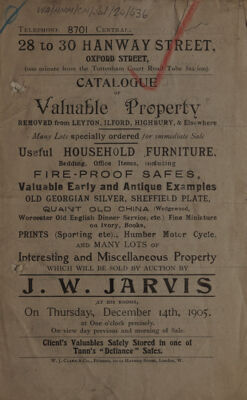 TELEPHONE 8701 CENTRAL.
28 to 30 HANWAY STREET,
OXFORD STREET,
(one minute from the Tottenham Court Road Tube Station)
CATALOGUE
OF
Valuable Property
REMOVED from LEYTON, ILFORD, HIGHBURY, & Elsewhere
Many Lots specially ordered for immediate Sale
Useful HOUSEHOLD FURNITURE,
Bedding, Office Items, including
FIRE-PROOF SAFES,
Valuable Early and Antique Examples
OLD GEORGIAN SILVER, SHEFFIELD PLATE,
QUAINT OLD CHINA (Wedgwood,
Worcester Old English Dinner Service, etc.) Fine Miniature
on Ivory, Books,
PRINTS (Sporting etc)., Humber Motor Cycle,
AND MANY LOTS OF
Interesting and Miscellaneous Property
WHICH WILL BE SOLD BY AUCTION BY
J. W. JARVIS
AT HIS ROOMS,
On Thursday, December 14th, 1905,
at One o'clock precisely.
On view day previous and morning of Sale.
Client's Valuables Safely Stored in one of
Tann's "Defiance" Safes.